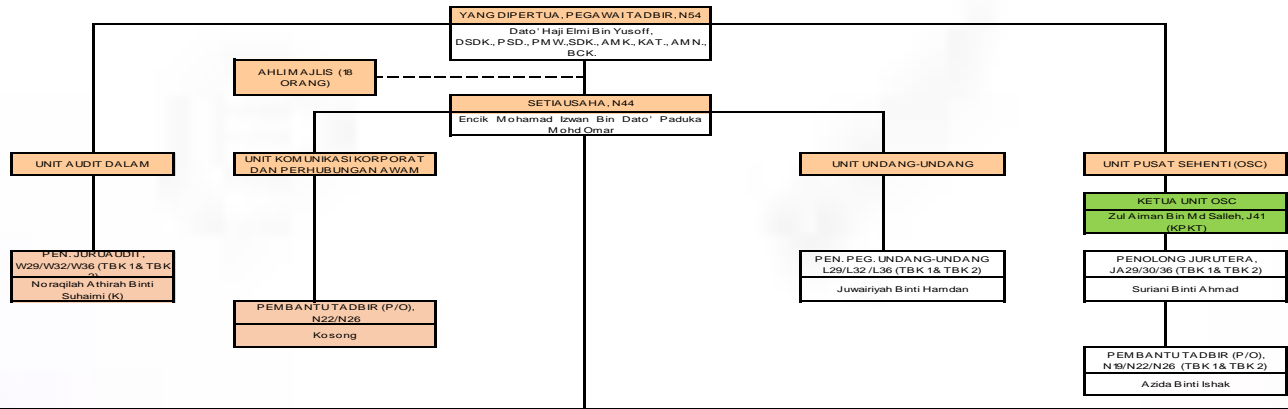 YANG DIPERTUA, PEGAWAI TADBIR, N54
Dato' Haji Elmi Bin Yusoff,
DSDK., PSD., PMW.,SDK., AMK., KAT., AMN.,
BCK.
AHLI MAJLIS (18
ORANG)
SETIAUSAHA, N44
Encik Mohamad Izwan Bin Dato' Paduka
Mohd Omar
UNIT AUDIT DALAM
UNIT KOMUNIKASI KORPORAT
DAN PERHUBUNGAN AWAM
UNIT UNDANG-UNDANG
UNIT PUSAT SEHENTI (OSC)
KETUA UNIT OSC
Zul Aiman Bin Md Salleh, J41
(KPKT)
PEN. JURUAUDIT,
W29/W32/W36 (TBK 1 & TBK
2)
Noraqilah Athirah Binti
Suhaimi (K)
PEMBANTU TADBIR (P/O),
N22/N26
Kosong
PEN. PEG. UNDANG-UNDANG
L29/L32 /L36 (TBK 1 & TBK 2)
Juwairiyah Binti Hamdan
PENOLONG JURUTERA,
JA29/30/36 (TBK 1 & TBK 2)
Suriani Binti Ahmad
PEMBANTU TADBIR (P/O),
N19/N22/N26 (TBK 1 & TBK 2)
Azida Binti Ishak